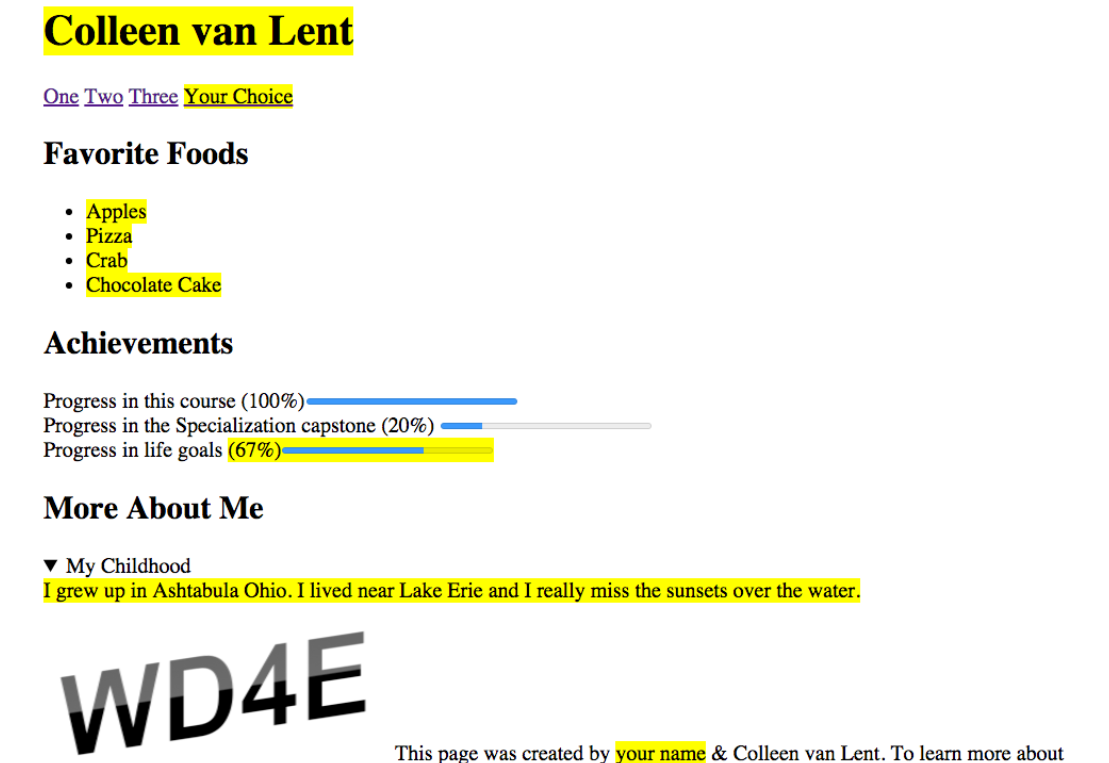 Colleen van Lent
One Two Three Your Choice
Favorite Foods
Apples
Pizza
Crab
Chocolate Cake
Achievements
Progress in this course (100%)
Progress in the Specialization capstone (20%)
Progress in life goals (67%)
More About Me
My Childhood
I grew up in Ashtabula Ohio. I lived near Lake Erie and I really miss the sunsets over the water.
WD4E
This page was created by your name & Colleen van Lent. To learn more about